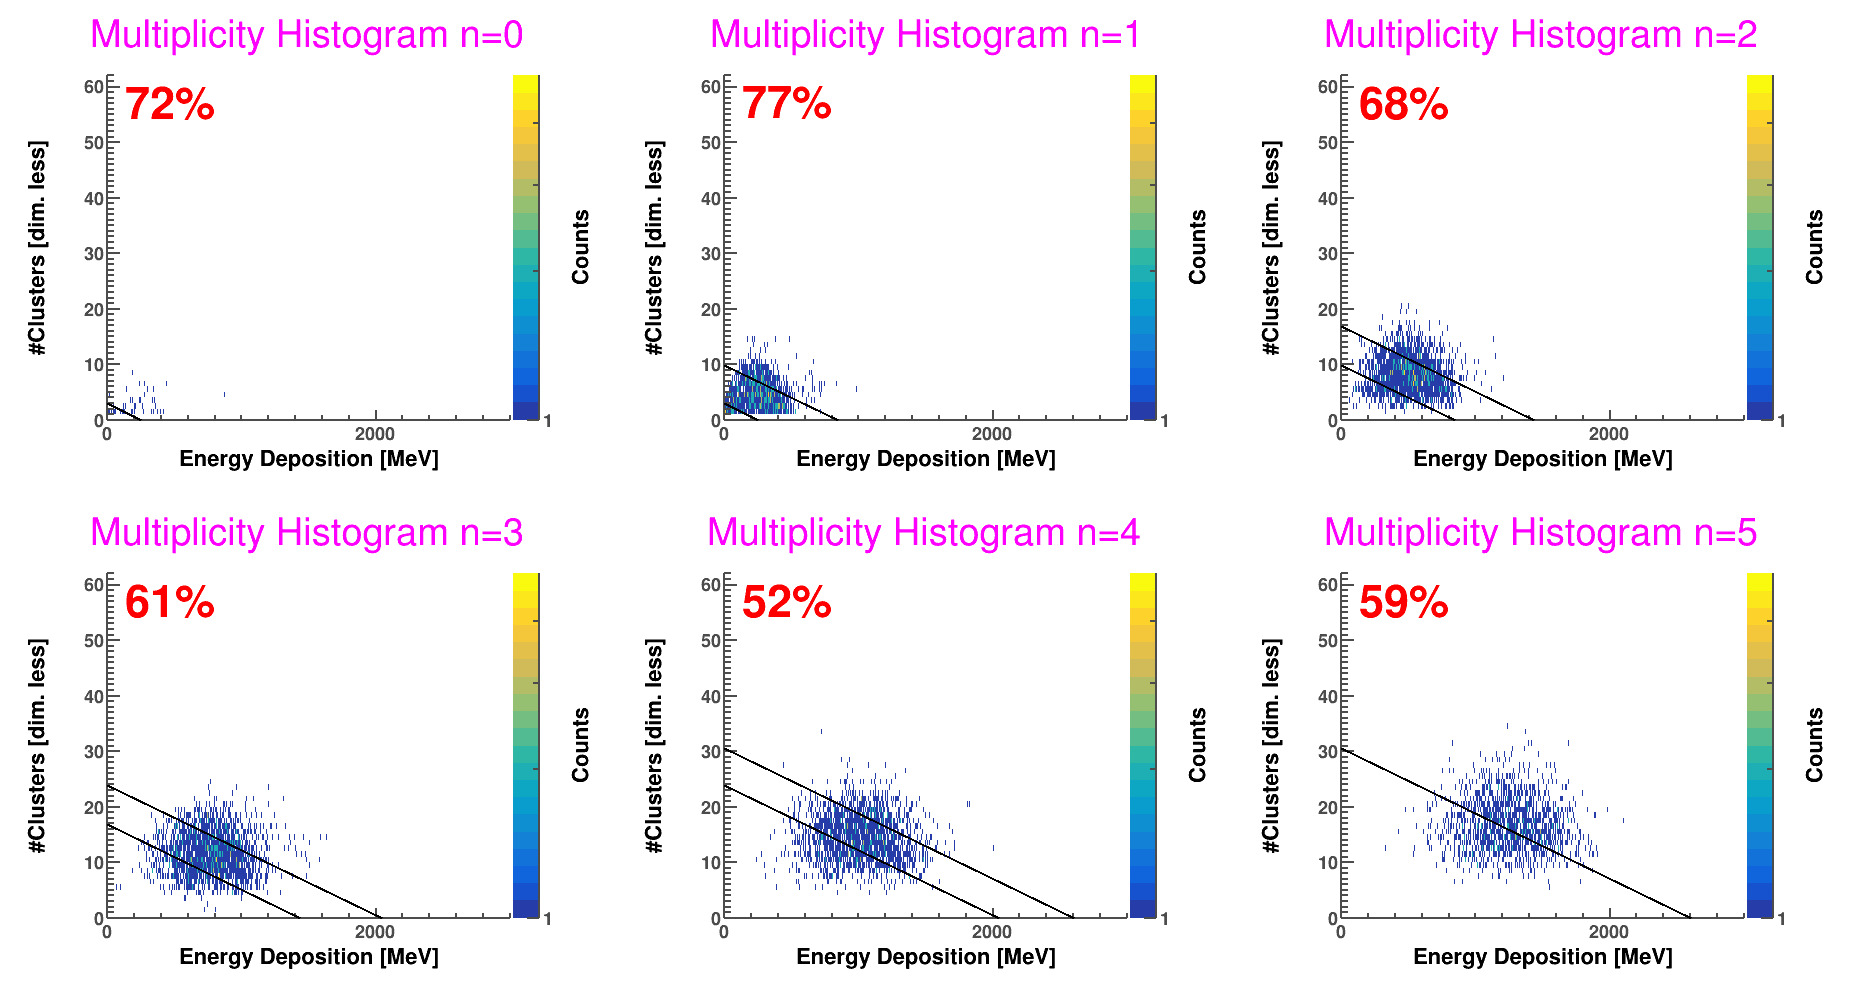 Multiplicity Histogram n=0
72%
60
50
40
30
20
10
0
0
2000
1
#Clusters [dim. less]
Energy Deposition [MeV]
Counts
Multiplicity Histogram n=1
77%
60
50
40
30
20
10
0
0
2000
1
#Clusters [dim. less]
Energy Deposition [MeV]
Counts
Multiplicity Histogram n=2
68%
60
50
40
30
20
10
0
0
2000
1
#Clusters [dim. less]
Energy Deposition [MeV]
Counts
Multiplicity Histogram n=3
61%
60
50
40
30
20
10
0
0
2000
1
#Clusters [dim. less]
Energy Deposition [MeV]
Counts
Multiplicity Histogram n=4
52%
60
50
40
30
20
10
0
0
2000
1
#Clusters [dim. less]
Energy Deposition [MeV]
Counts
Multiplicity Histogram n=5
59%
60
50
40
30
20
10
0
0
2000
1
#Clusters [dim. less]
Energy Deposition [MeV]
Counts